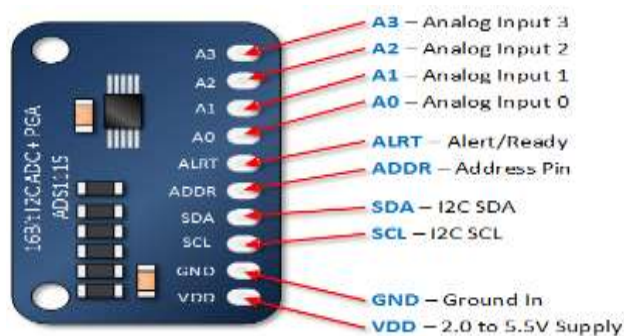 A3 – Analog Input 3
A2 – Analog Input 2
A1 – Analog Input 1
A0 – Analog Input 0
ALRT – Alert/Ready
ADDR – Address Pin
SDA – I2C SDA
SCL – I2C SCL
GND – Ground In
VDD – 2.0 to 5.5V Supply
A3
A2
A1
A0
ALRT
ADDR
SDA
SCL
GND
VDD
16Bit I2C ADC+ PGA
ADS1115